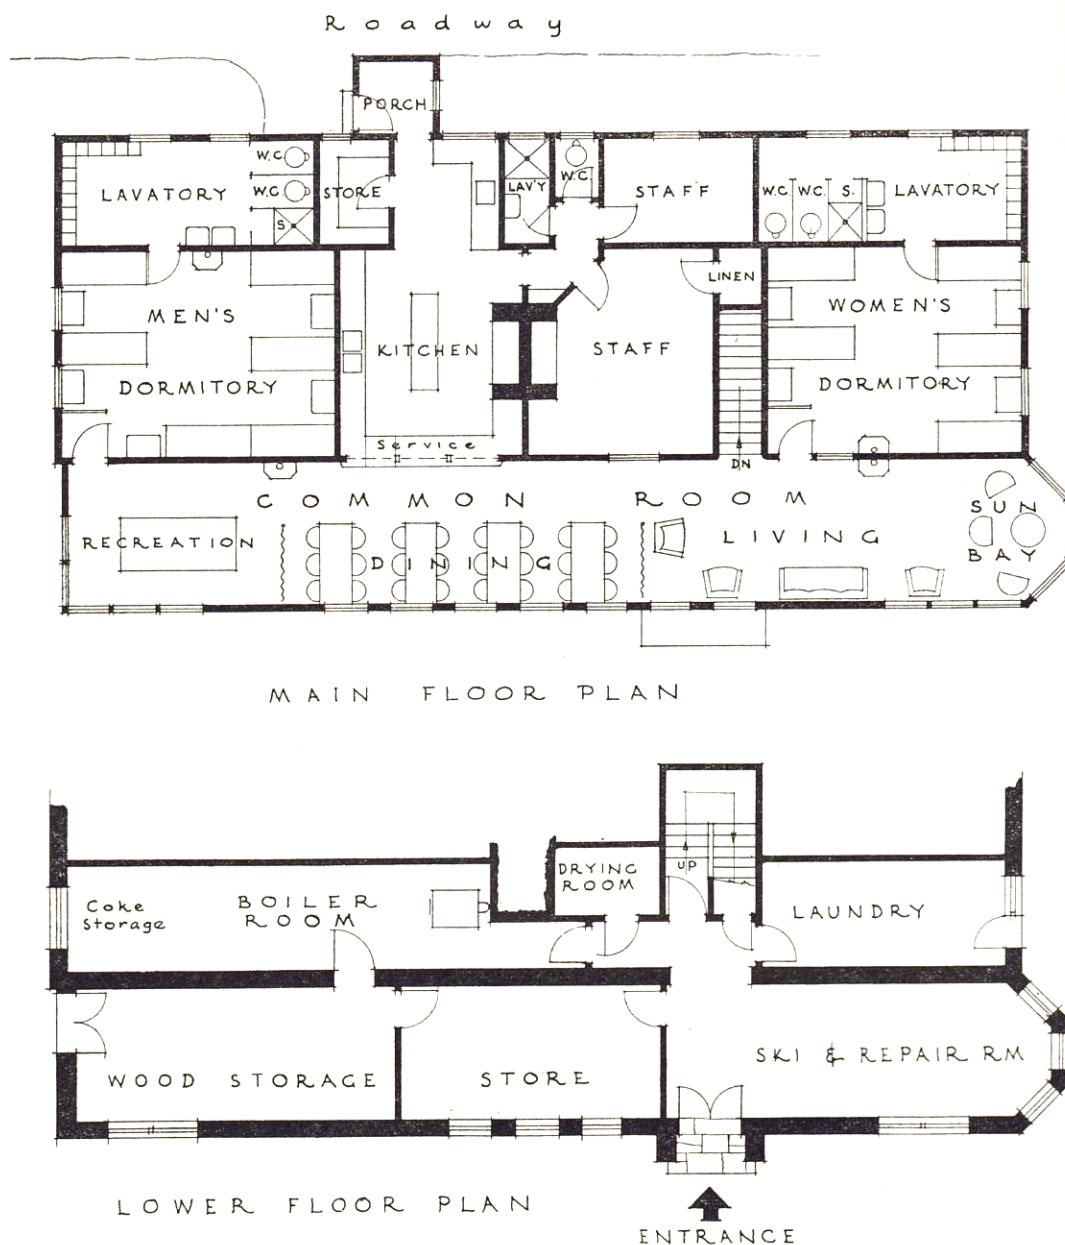 Roadway
PORCH
LAVATORY
W.C.
W.C.
S
STORE
LAV'Y
W.C.
STAFF
W.C.
W.C.
S.
LAVATORY
MEN'S
DORMITORY
KITCHEN
STAFF
LINEN
WOMEN'S
DORMITORY
Service
DN
COMMON ROOM
RECREATION
DINING
LIVING
SUN
BAY
MAIN FLOOR PLAN
Coke
Storage
BOILER
ROOM
DRYING
ROOM
UP
LAUNDRY
WOOD STORAGE
STORE
SKI & REPAIR RM
LOWER FLOOR PLAN
ENTRANCE